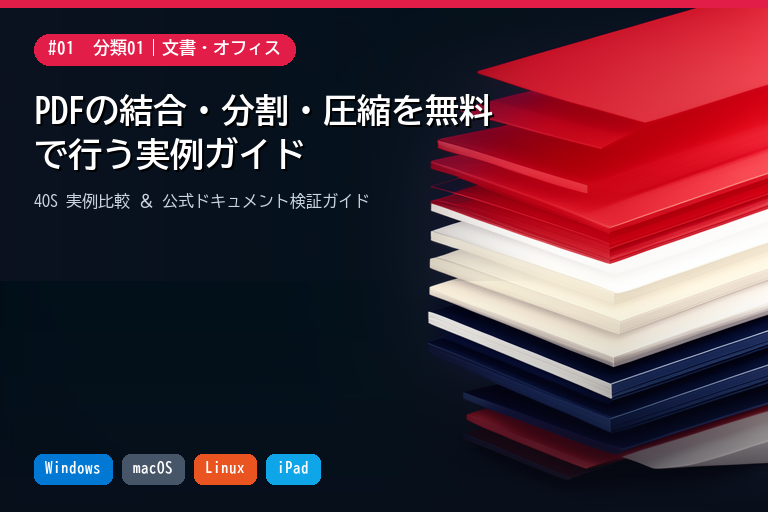 #01 分類01｜文書・オフィス
PDFの結合・分割・圧縮を無料
で行う実例ガイド
4OS 実例比較 & 公式ドキュメント検証ガイド
Windows macOS Linux iPad